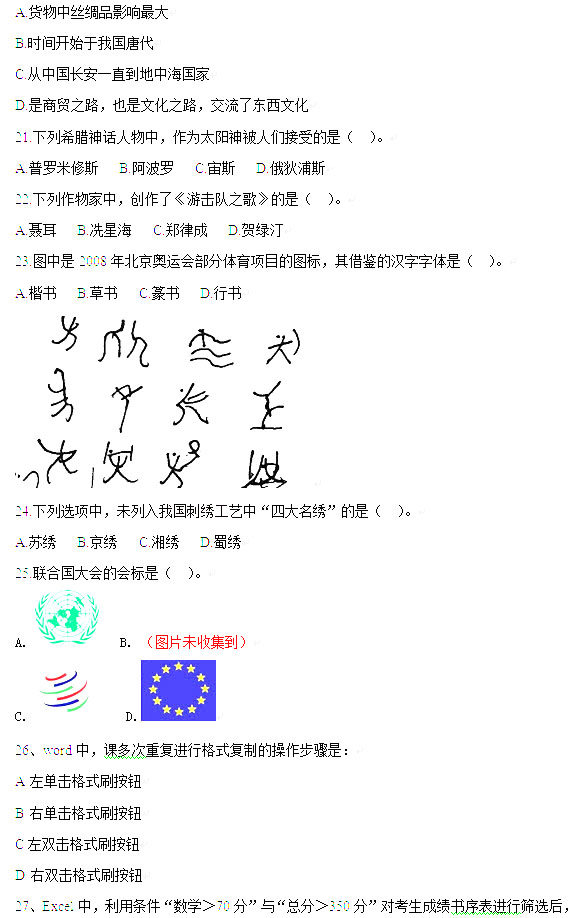 A.货物中丝绸品影响最大
B.时间开始于我国唐代
C.从中国长安一直到地中海国家
D.是商贸之路，也是文化之路，交流了东西文化
21.下列希腊神话人物中，作为太阳神被人们接受的是（　）。
A.普罗米修斯　B.阿波罗　C.宙斯　D.俄狄浦斯
22.下列作物家中，创作了《游击队之歌》的是（　）。
A.聂耳　B.冼星海　C.郑律成　D.贺绿汀
23.图中是2008年北京奥运会部分体育项目的图标，其借鉴的汉字字体是（　）。
A.楷书　B.草书　C.篆书　D.行书
24.下列选项中，未列入我国刺绣工艺中“四大名绣”的是（　）。
A.苏绣　B.京绣　C.湘绣　D.蜀绣
25.联合国大会的会标是（　）。
A.　B.（图片未收集到）
C.　D.
26、word中，课多次重复进行格式复制的操作步骤是：
A 左单击格式刷按钮
B 右单击格式刷按钮
C 左双击格式刷按钮
D 右双击格式刷按钮
27、Excel中，利用条件“数学＞70分”与“总分＞350分”对考生成绩书序表进行筛选后，